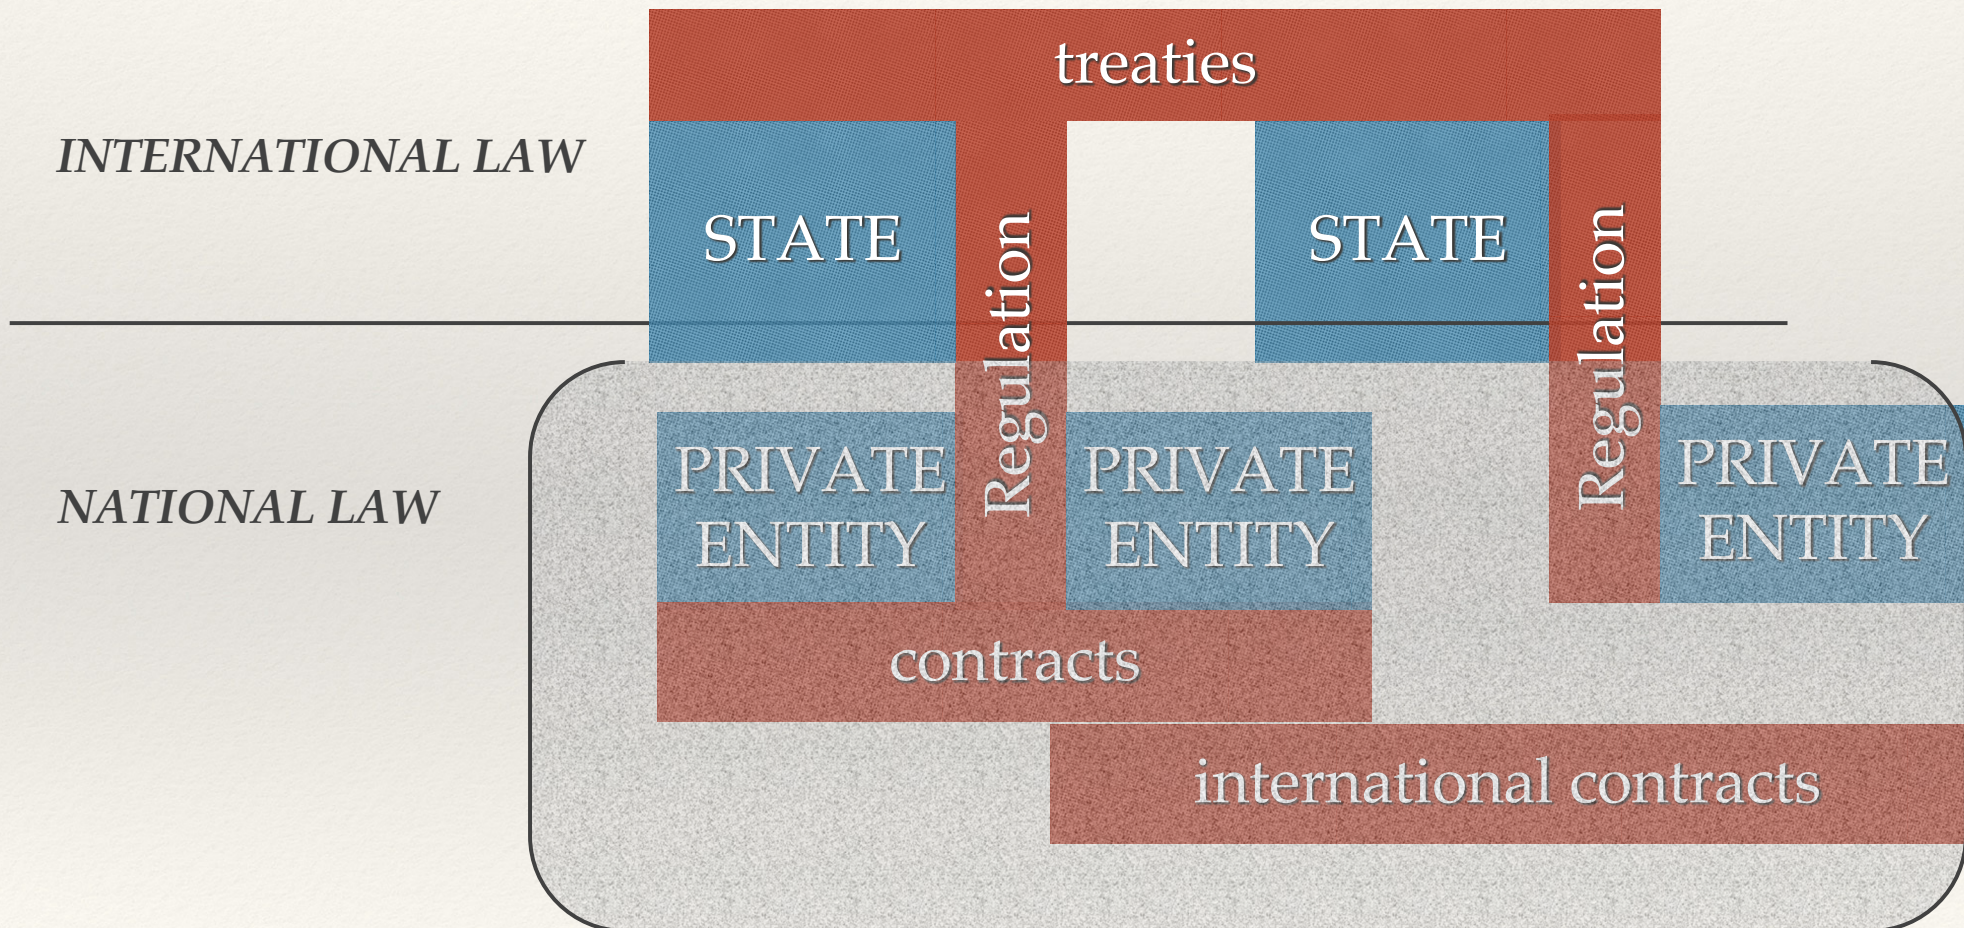 treaties
INTERNATIONAL LAW
STATE
Regulation
STATE
Regulation
NATIONAL LAW
PRIVATE
ENTITY
PRIVATE
ENTITY
PRIVATE
ENTITY
contracts
international contracts